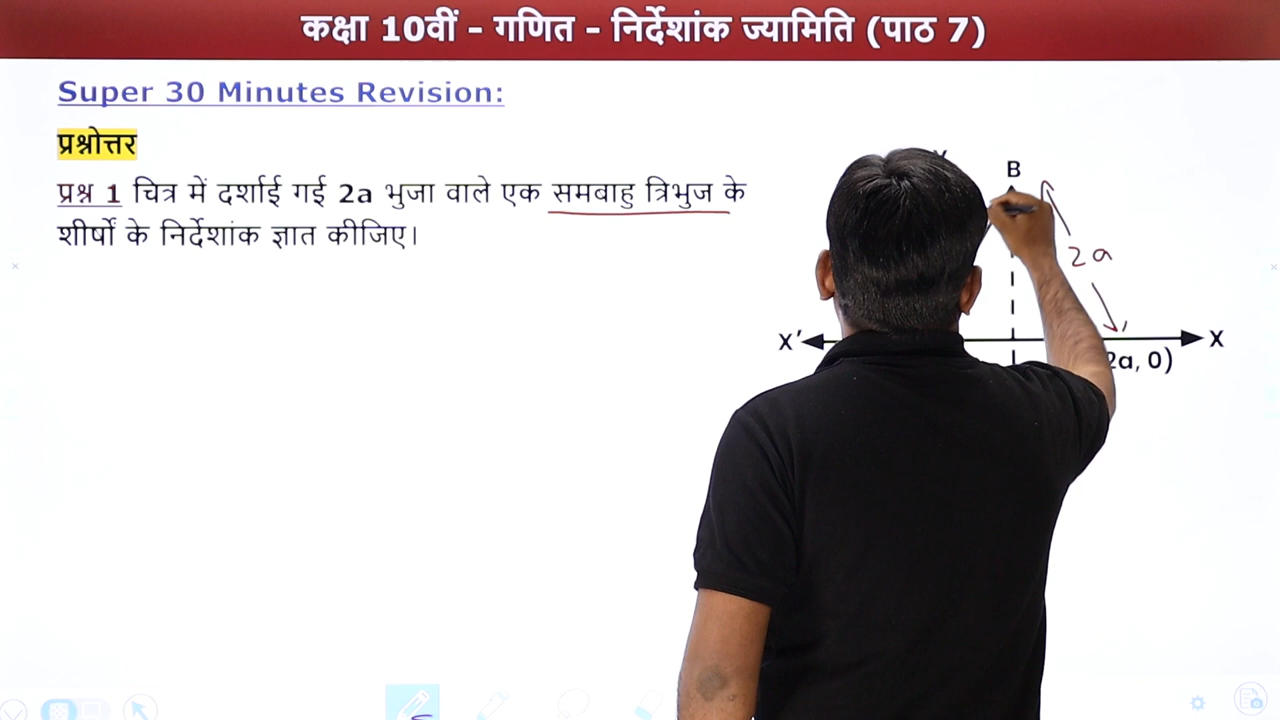 कक्षा 10वीं - गणित - निर्देशांक ज्यामिति (पाठ 7)
Super 30 Minutes Revision:
प्रश्नोत्तर
प्रश्न 1 चित्र में दर्शाई गई 2a भुजा वाले एक समबाहु त्रिभुज के
शीर्षों के निर्देशांक ज्ञात कीजिए।
B
2a
X' X
2a, 0)